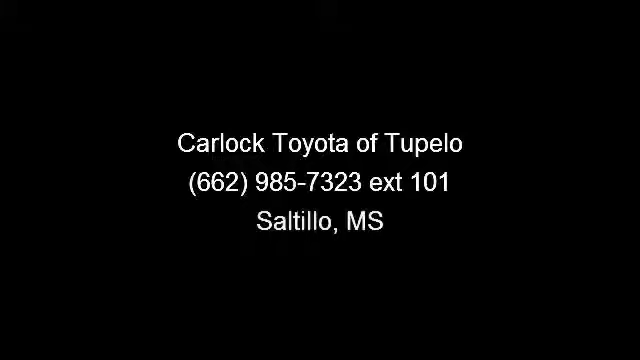 Carlock Toyota of Tupelo
(662) 985-7323 ext 101
Saltillo, MS